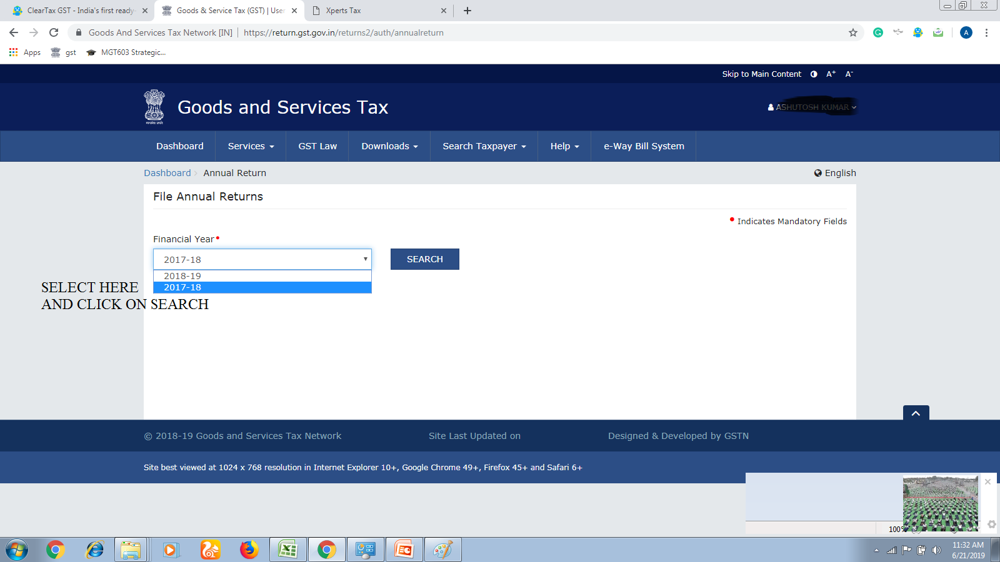 ClearTax GST - India's first ready-
Goods & Service Tax (GST) | User
Xperts Tax
Goods And Services Tax Network [IN] | https://return.gst.gov.in/returns2/auth/annualreturn
A
Apps
gst
MGT603 Strategic...
Skip to Main Content
A+
A-
Goods and Services Tax
ASHUTOSH KUMAR
Dashboard
Services
GST Law
Downloads
Search Taxpayer
Help
e-Way Bill System
Dashboard
Annual Return
English
File Annual Returns
Indicates Mandatory Fields
Financial Year
2017-18
SEARCH
2018-19
2017-18
SELECT HERE
AND CLICK ON SEARCH
© 2018-19 Goods and Services Tax Network
Site Last Updated on
Designed & Developed by GSTN
Site best viewed at 1024 x 768 resolution in Internet Explorer 10+, Google Chrome 49+, Firefox 45+ and Safari 6+
100%
11:32 AM
6/21/2019